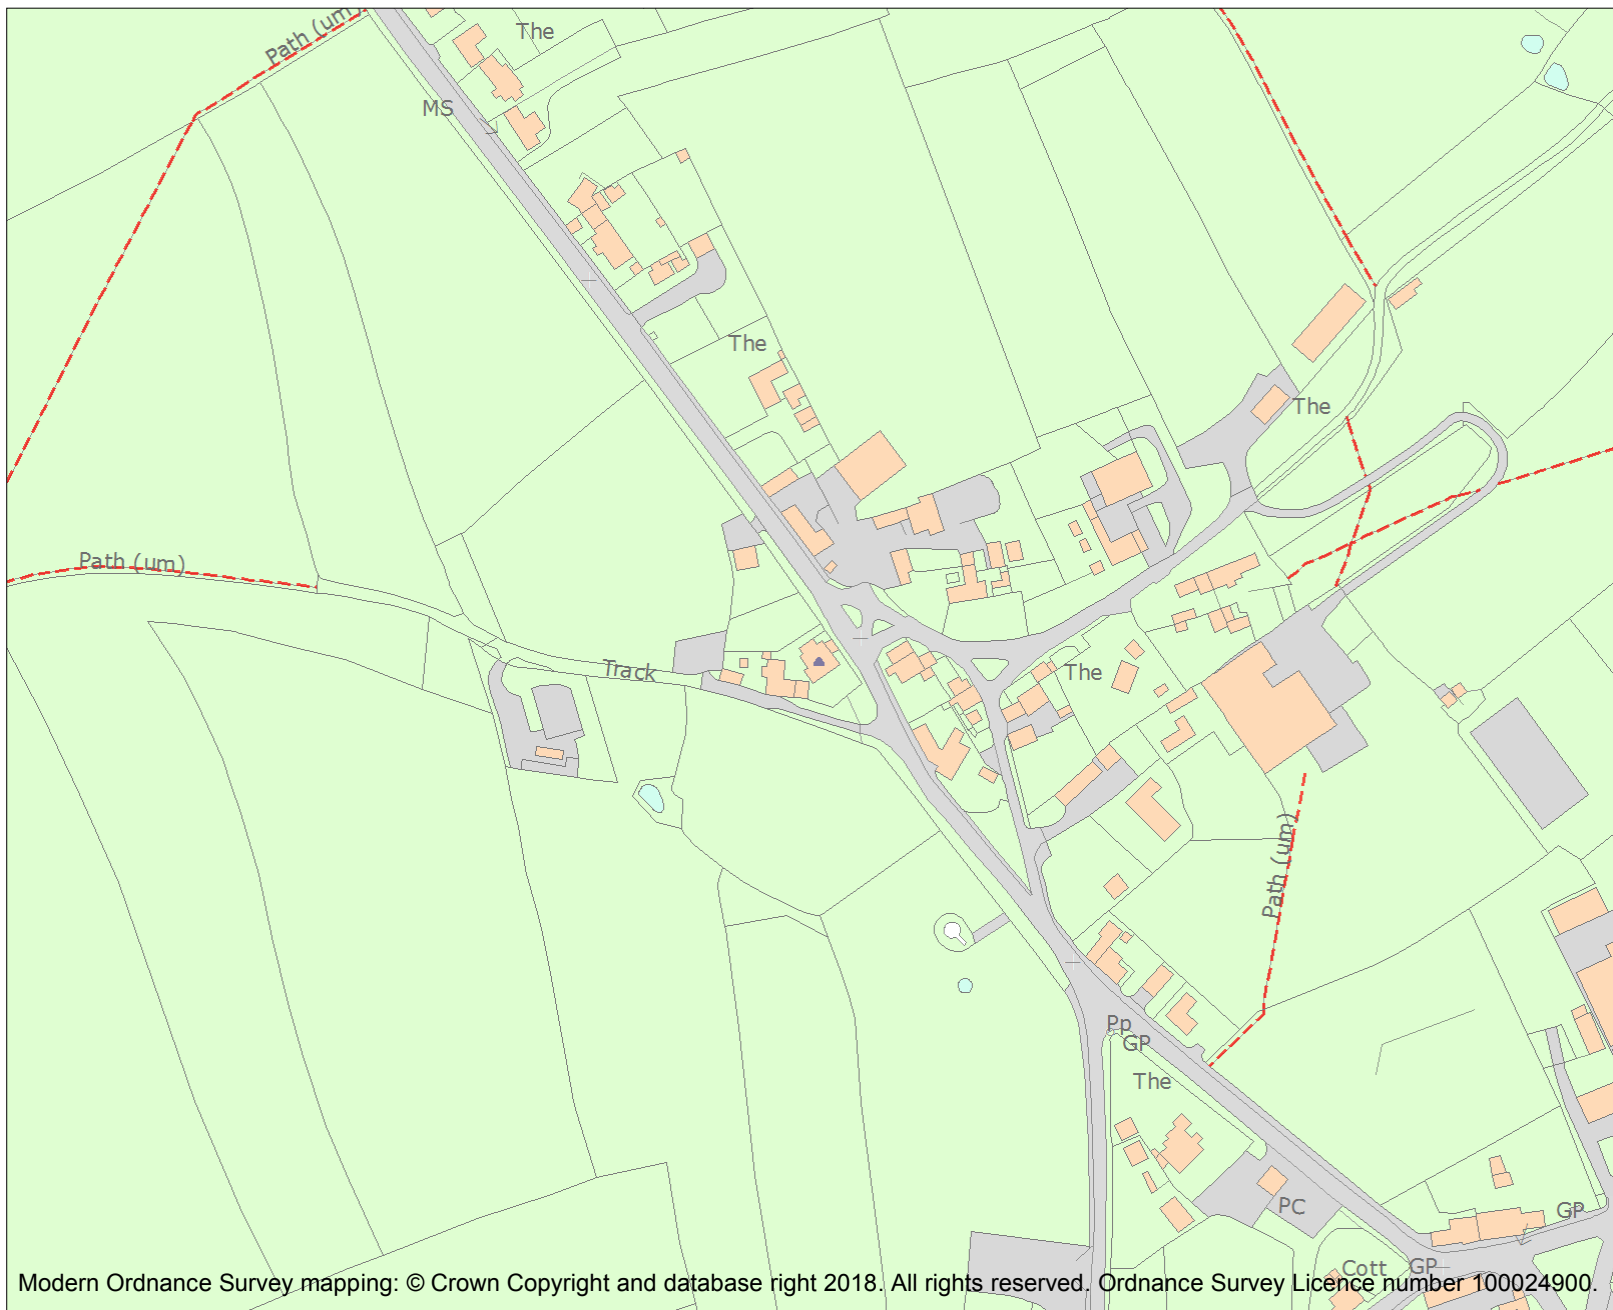 Path (um)
The
MS
The
The
Path (um)
Track
The
Path (um)
Pp
GP
The
PC
GP
Cott
GP
Modern Ordnance Survey mapping: © Crown Copyright and database right 2018. All rights reserved. Ordnance Survey Licence number 100024900.